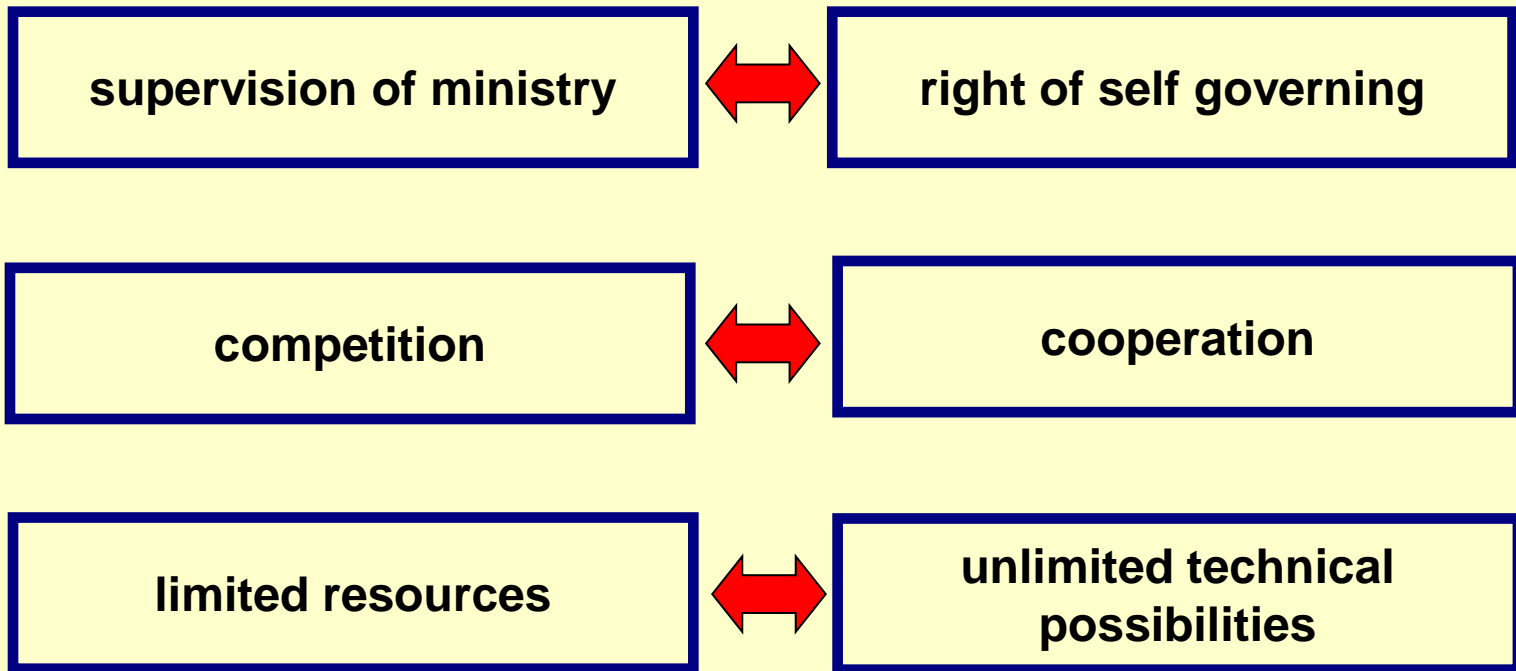 supervision of ministry
right of self governing
competition
cooperation
limited resources
unlimited technical
possibilities